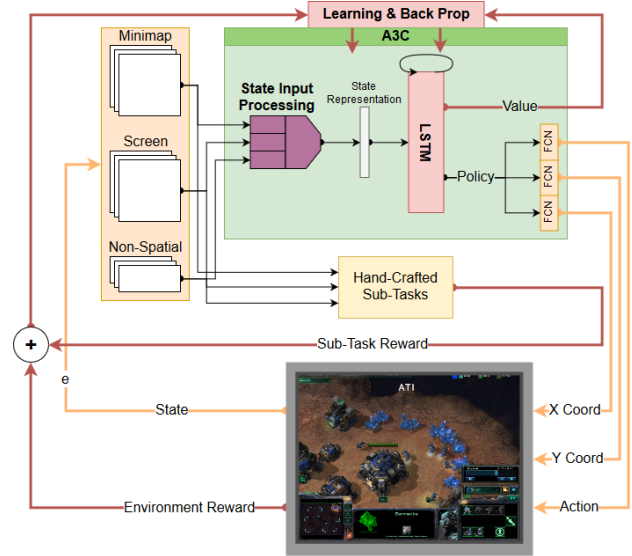 Learning & Back Prop
A3C
Minimap
State Input
Processing
State
Representation
LSTM
Value
Policy
FCN
FCN
FCN
Screen
Non-Spatial
Hand-Crafted
Sub-Tasks
+
Sub-Task Reward
e
State
Environment Reward
ATI
Barracks
X Coord
Y Coord
Action